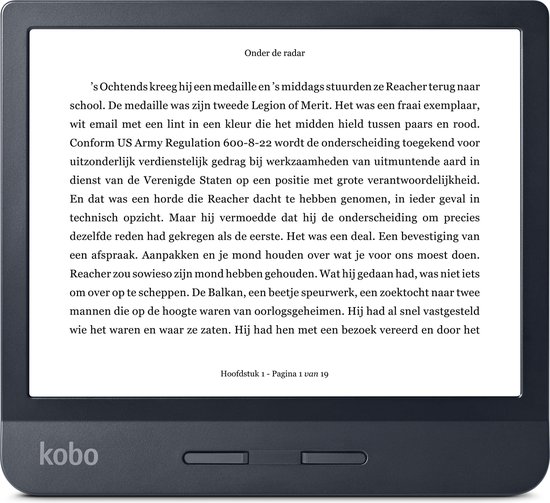 Onder de radar
’s Ochtends kreeg hij een medaille en ’s middags stuurden ze Reacher terug naar
school. De medaille was zijn tweede Legion of Merit. Het was een fraai exemplaar,
wit email met een lint in een kleur die het midden hield tussen paars en rood.
Conform US Army Regulation 600-8-22 wordt de onderscheiding toegekend voor
uitzonderlijk verdienstelijk gedrag bij werkzaamheden van uitmuntende aard in
dienst van de Verenigde Staten op een positie met grote verantwoordelijkheid.
En dat was een horde die Reacher dacht te hebben genomen, in ieder geval in
technisch opzicht. Maar hij vermoedde dat hij de onderscheiding om precies
dezelfde reden had gekregen als de eerste. Het was een deal. Een bevestiging van
een afspraak. Aanpakken en je mond houden over wat je voor ons moest doen.
Reacher zou sowieso zijn mond hebben gehouden. Wat hij gedaan had, was niet iets
om over op te scheppen. De Balkan, een beetje speurwerk, een zoektocht naar twee
mannen die op de hoogte waren van oorlogsgeheimen. Hij had al snel vastgesteld
wie het waren en waar ze zaten. Hij had hen met een bezoek vereerd en door het
Hoofdstuk 1 - Pagina 1 van 19
kobo